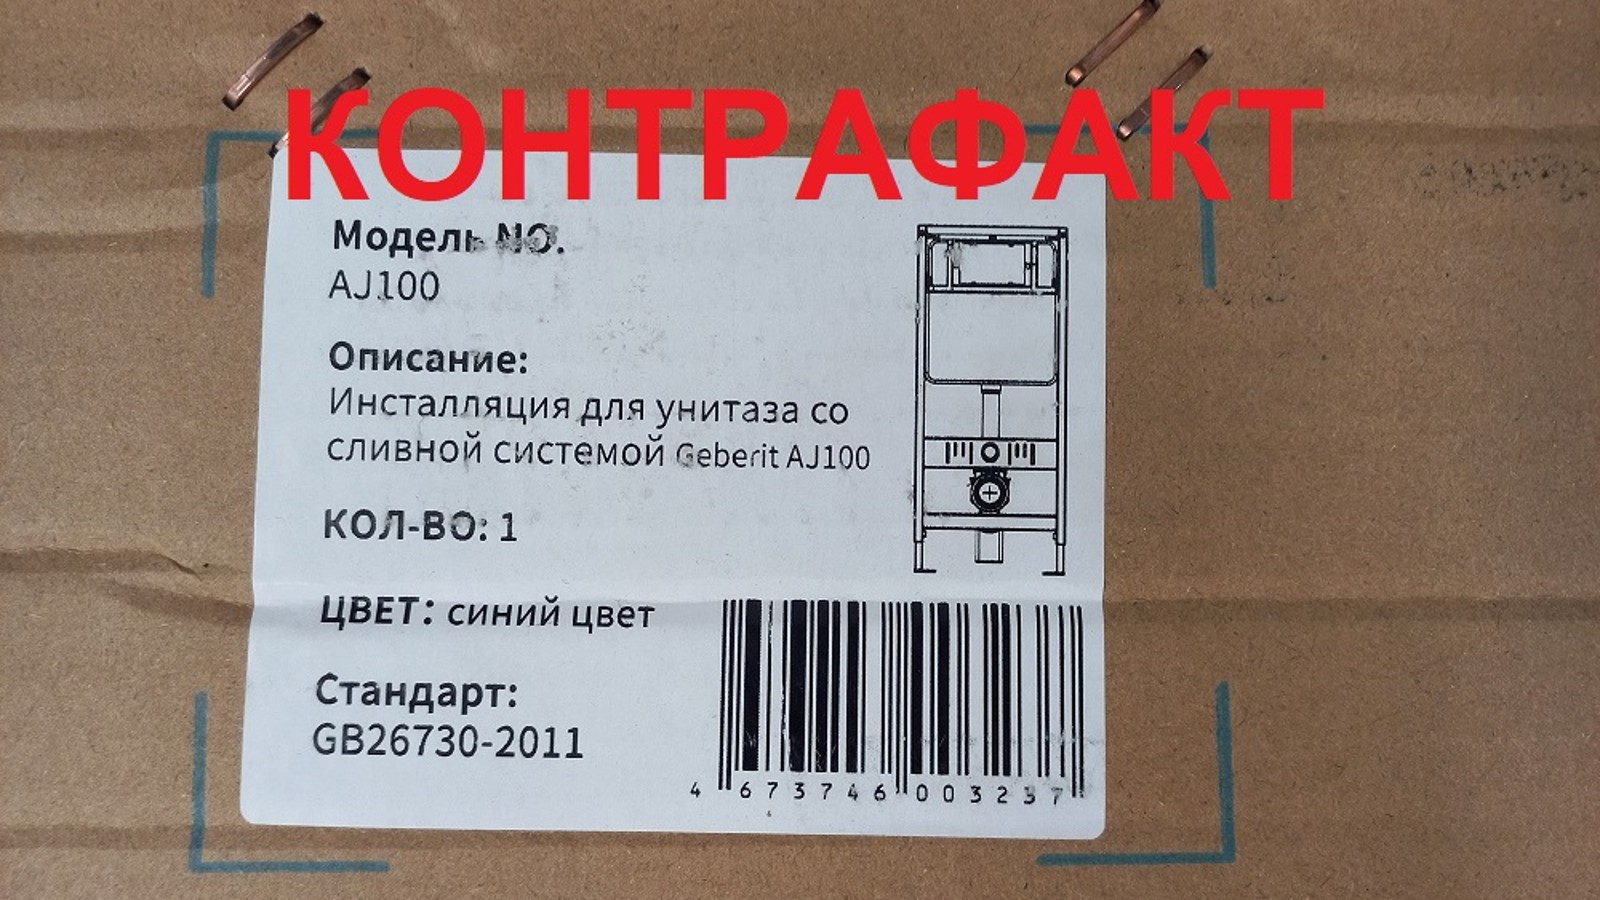 КОНТРАФАКТ
Модель NO.
AJ100
Описание:
Инсталляция для унитаза со
сливной системой Geberit AJ100
КОЛ-ВО: 1
ЦВЕТ: синий цвет
Стандарт:
GB26730-2011
4 673746 003237